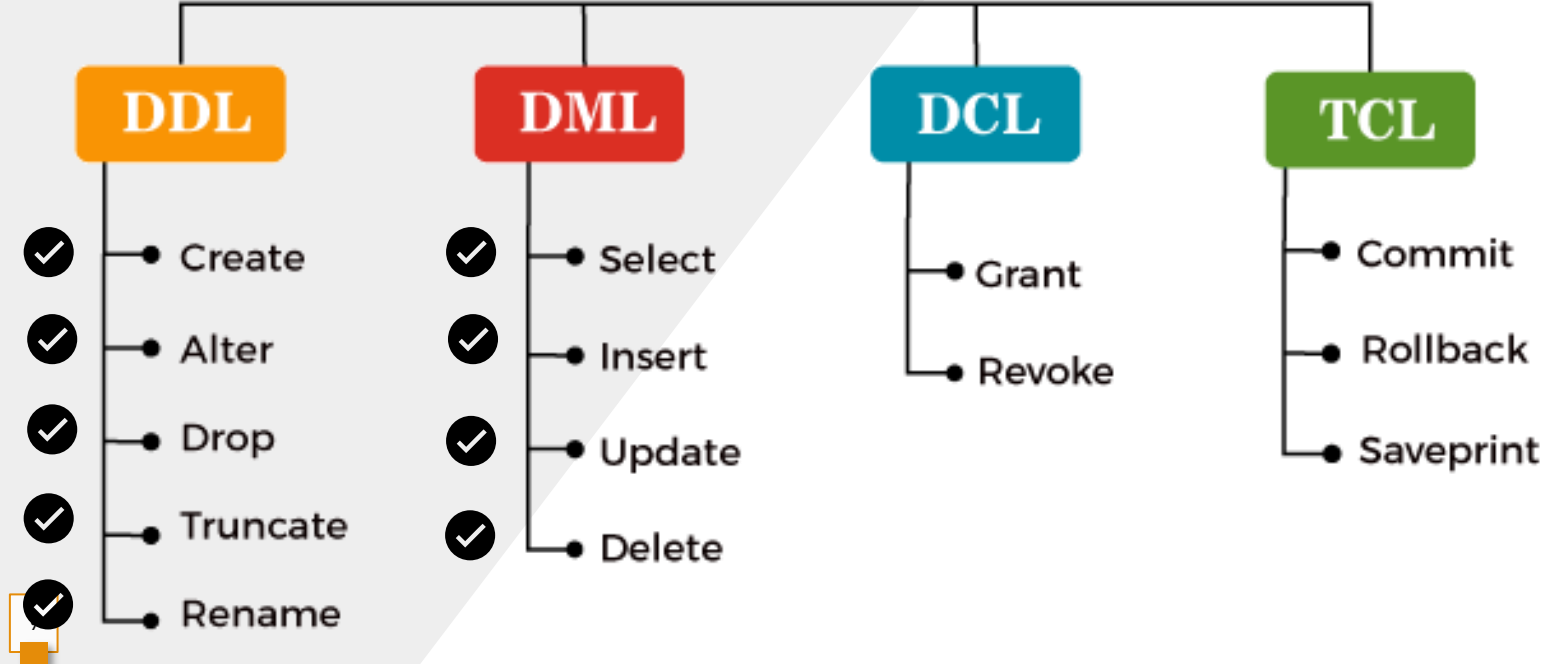 DDL
DML
DCL
TCL
Create
Alter
Drop
Truncate
Rename
Select
Insert
Update
Delete
Grant
Revoke
Commit
Rollback
Saveprint